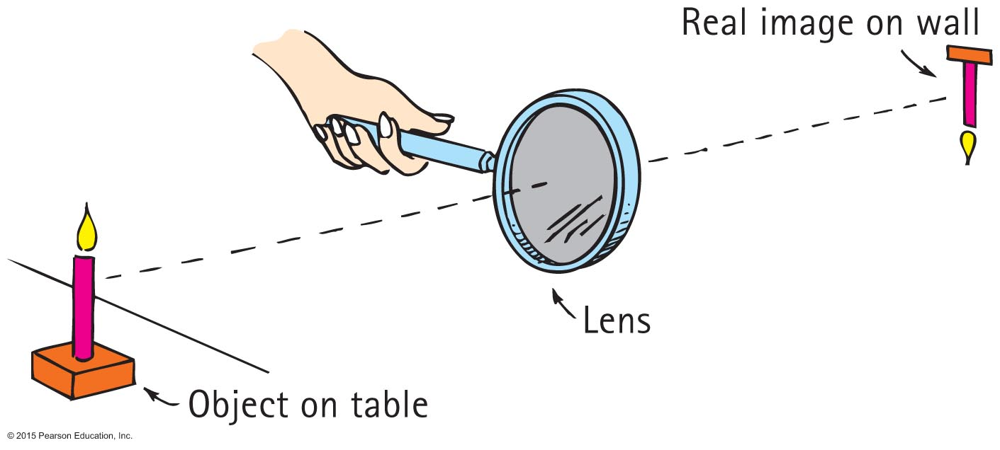 Real image on wall
Lens
Object on table
© 2015 Pearson Education, Inc.